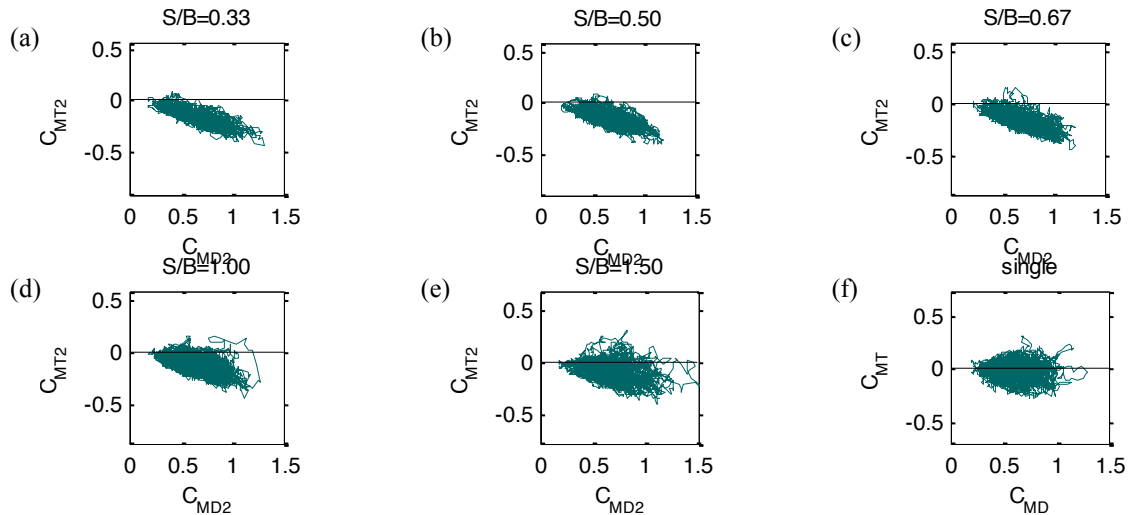 S/B=0.33
S/B=0.50
S/B=0.67
(a)
(b)
(c)
0.5
0
-0.5
C_MT2
0 0.5 1 1.5
C_MD2
0.5
0
-0.5
C_MT2
0 0.5 1 1.5
C_MD2
0.5
0
-0.5
C_MT2
0 0.5 1 1.5
C_MD2
S/B=1.00
S/B=1.50
single
(d)
(e)
(f)
0.5
0
-0.5
C_MT2
0 0.5 1 1.5
C_MD2
0.5
0
-0.5
C_MT2
0 0.5 1 1.5
C_MD2
0.5
0
-0.5
C_MT
0 0.5 1 1.5
C_MD